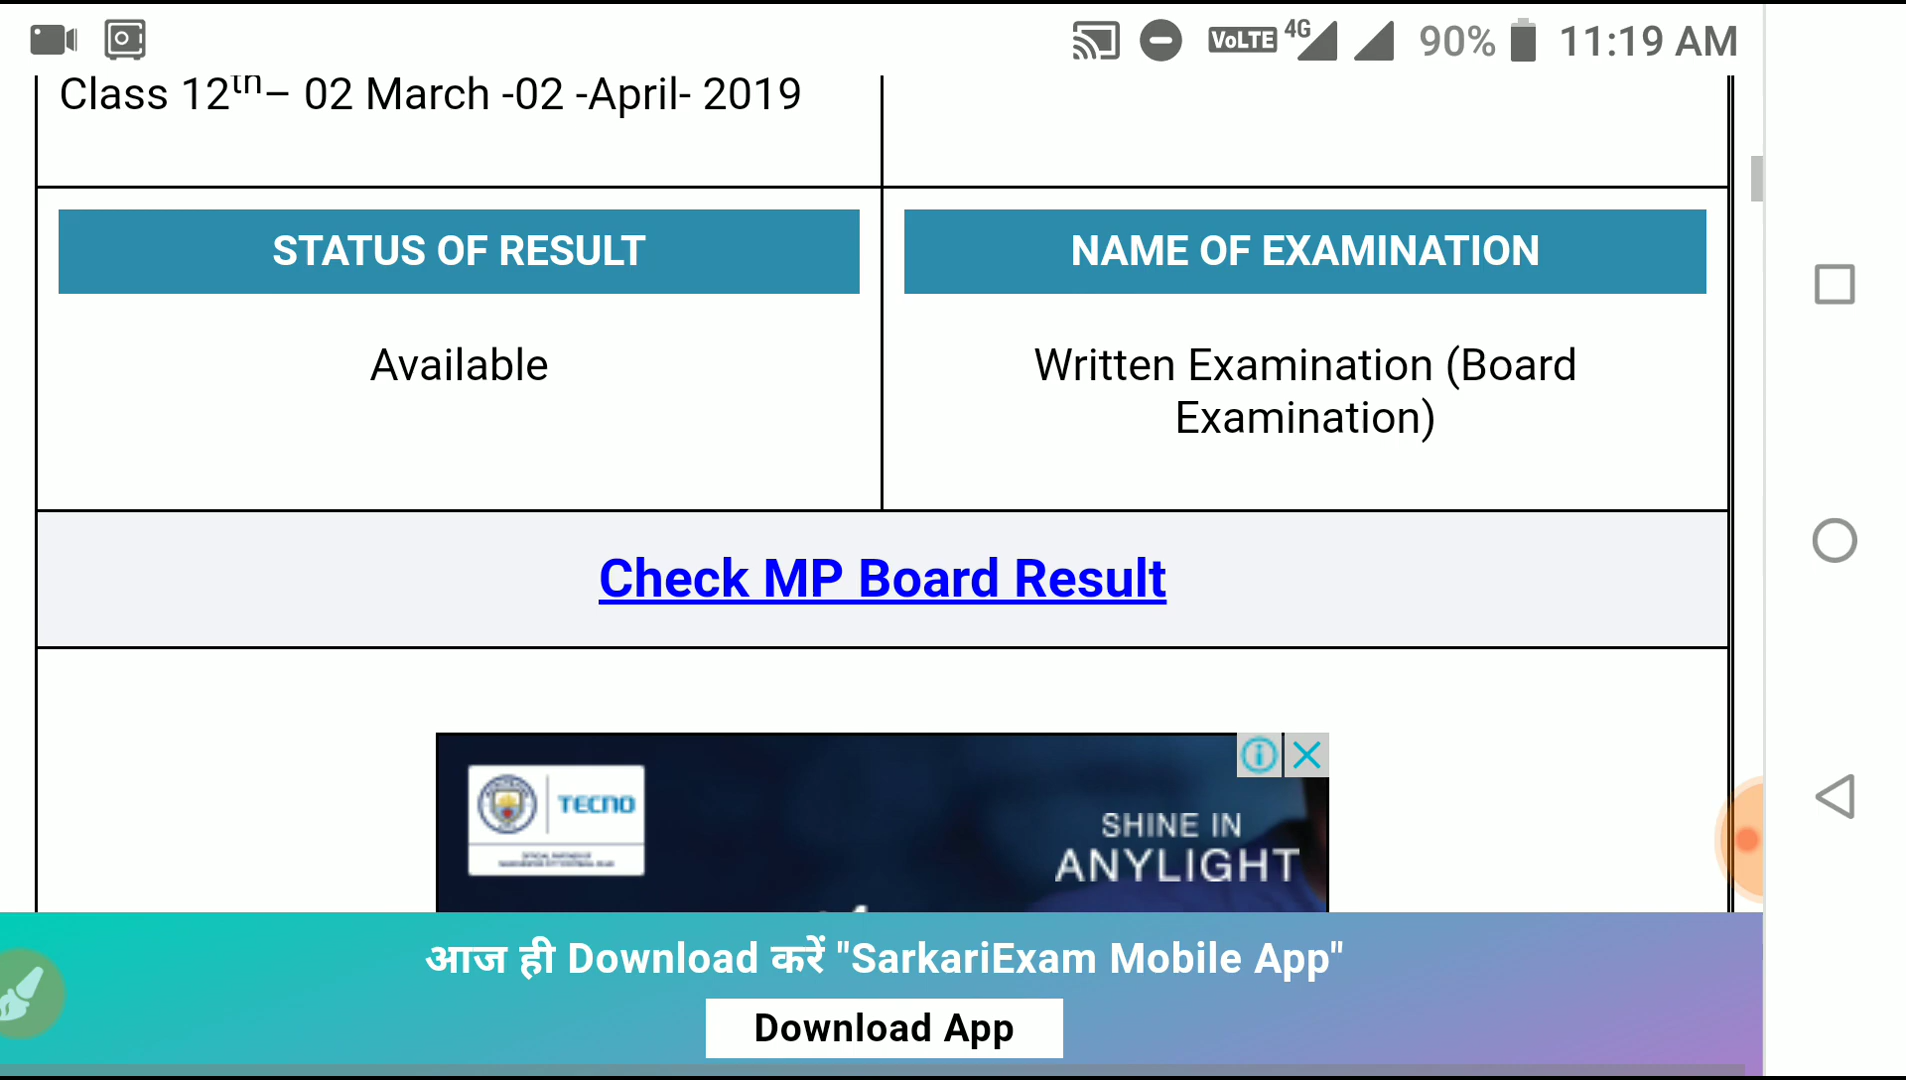 VoLTE 4G 90% 11:19 AM
Class 12th– 02 March -02 -April- 2019
STATUS OF RESULT
NAME OF EXAMINATION
Available
Written Examination (Board
Examination)
Check MP Board Result
TECNO
SHINE IN
ANYLIGHT
आज ही Download करें "SarkariExam Mobile App"
Download App